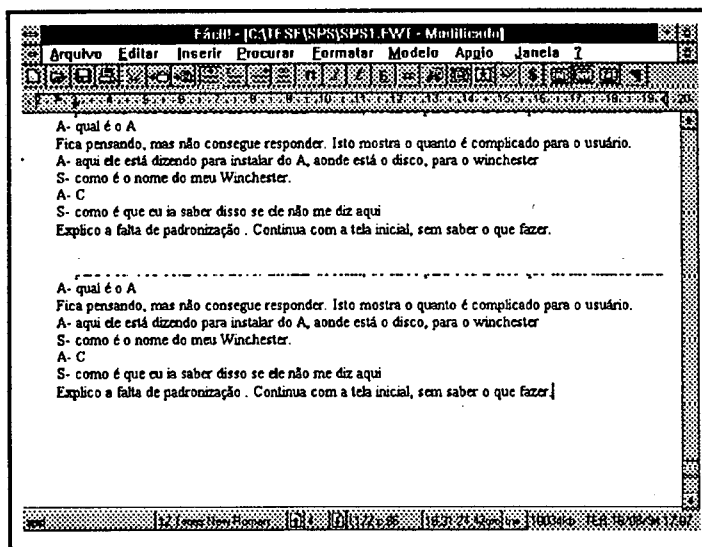 Fácil! - [C:\TESE\SPS\SPS1.FWT - Modificado]
Arquivo Editar Inserir Procurar Formatar Modelo Apoio Janela ?
A- qual é o A
Fica pensando, mas não consegue responder. Isto mostra o quanto é complicado para o usuário.
A- aqui ele está dizendo para instalar do A, aonde está o disco, para o winchester
S- como é o nome do meu Winchester.
A- C
S- como é que eu ia saber disso se ele não me diz aqui
Explico a falta de padronização . Continua com a tela inicial, sem saber o que fazer.
A- qual é o A
Fica pensando, mas não consegue responder. Isto mostra o quanto é complicado para o usuário.
A- aqui ele está dizendo para instalar do A, aonde está o disco, para o winchester
S- como é o nome do meu Winchester.
A- C
S- como é que eu ia saber disso se ele não me diz aqui
Explico a falta de padronização . Continua com a tela inicial, sem saber o que fazer.
12 Times New Roman